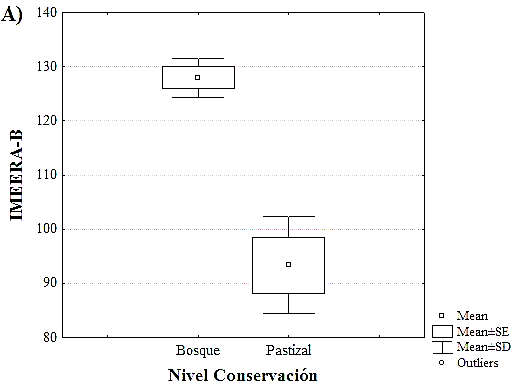 A)
IMEERA-B
140
130
120
110
100
90
80
Bosque Pastizal
Nivel Conservación
Mean
Mean±SE
Mean±SD
Outliers